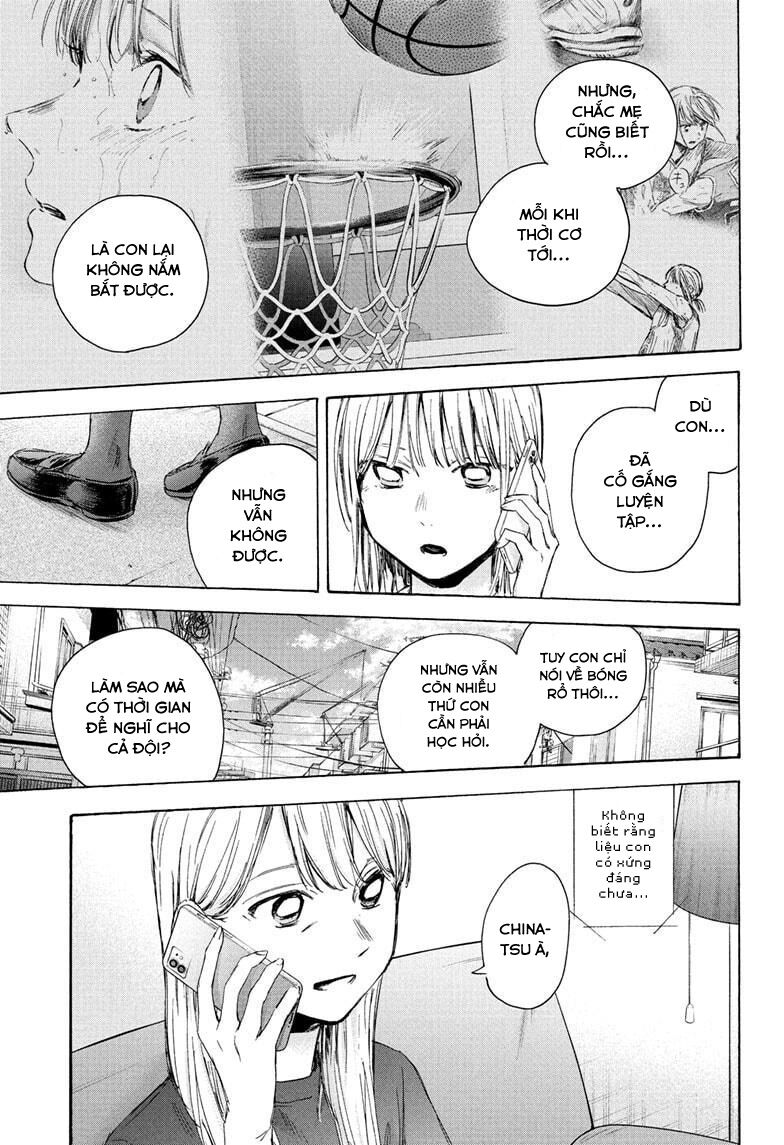 NHƯNG,
CHẮC MẸ
CŨNG BIẾT
RỒI...
MỖI KHI
THỜI CƠ
TỚI...
LÀ CON LẠI
KHÔNG NẮM
BẮT ĐƯỢC.
DÙ
CON...
ĐÃ
CỐ GẮNG
LUYỆN
TẬP...
NHƯNG
VẪN
KHÔNG
ĐƯỢC.
TUY CON CHỈ
NÓI VỀ BÓNG
RỔ THÔI...
NHƯNG VẪN
CÒN NHIỀU
THỨ CON
CẦN PHẢI
HỌC HỎI.
LÀM SAO MÀ
CÓ THỜI GIAN
ĐỂ NGHĨ CHO
CẢ ĐỘI?
Không
biết rằng
liệu con
có xứng
đáng
chưa...
CHINA-
TSU À,